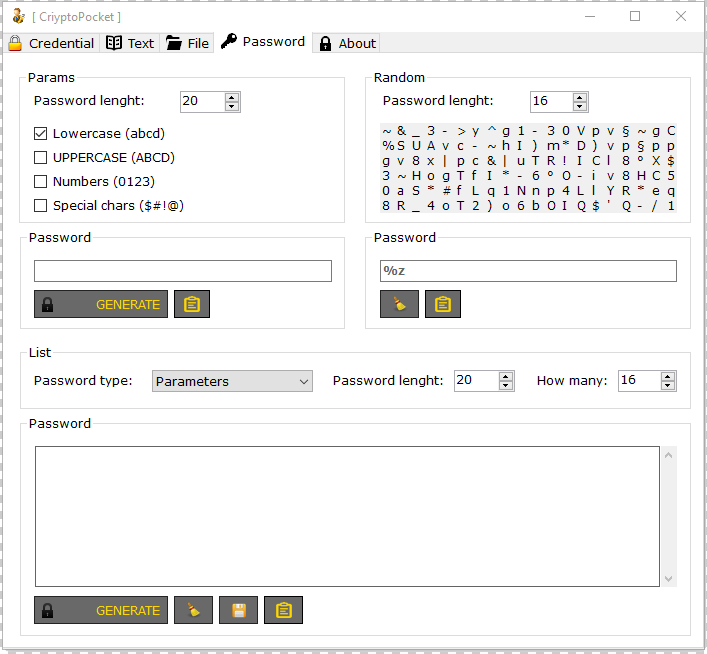 [ CriyptoPocket ]
Credential Text File Password About
Params
Password lenght: 20
Lowercase (abcd)
UPPERCASE (ABCD)
Numbers (0123)
Special chars ($#!@)
Random
Password lenght: 16
~ & _ 3 - > y ^ g 1 - 3 0 V p v § ~ g C
% S U A v c - ~ h I ) m * D ) v p § p p
g v 8 x | p c & | u T R ! I C l 8 ° X $
3 ~ H o g T f I * - 6 ° O - i v 8 H C 5
0 a S * # f L q 1 N n p 4 L l Y R * e q
8 R _ 4 o T 2 ) o 6 b O I Q $ ' Q - / 1
Password
GENERATE
Password
%z
List
Password type: Parameters Password lenght: 20 How many: 16
Password
GENERATE